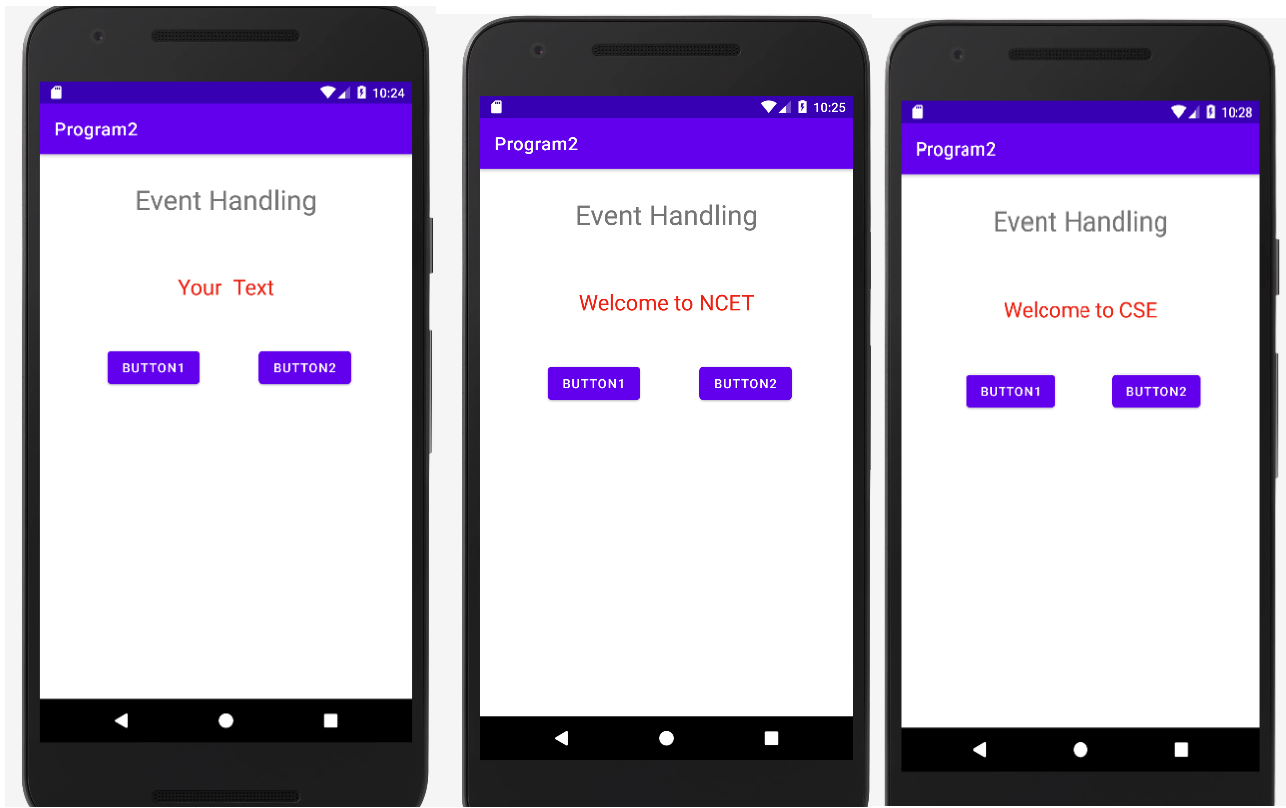 10:24
Program2
Event Handling
Your  Text
BUTTON1 BUTTON2
10:25
Program2
Event Handling
Welcome to NCET
BUTTON1 BUTTON2
10:28
Program2
Event Handling
Welcome to CSE
BUTTON1 BUTTON2